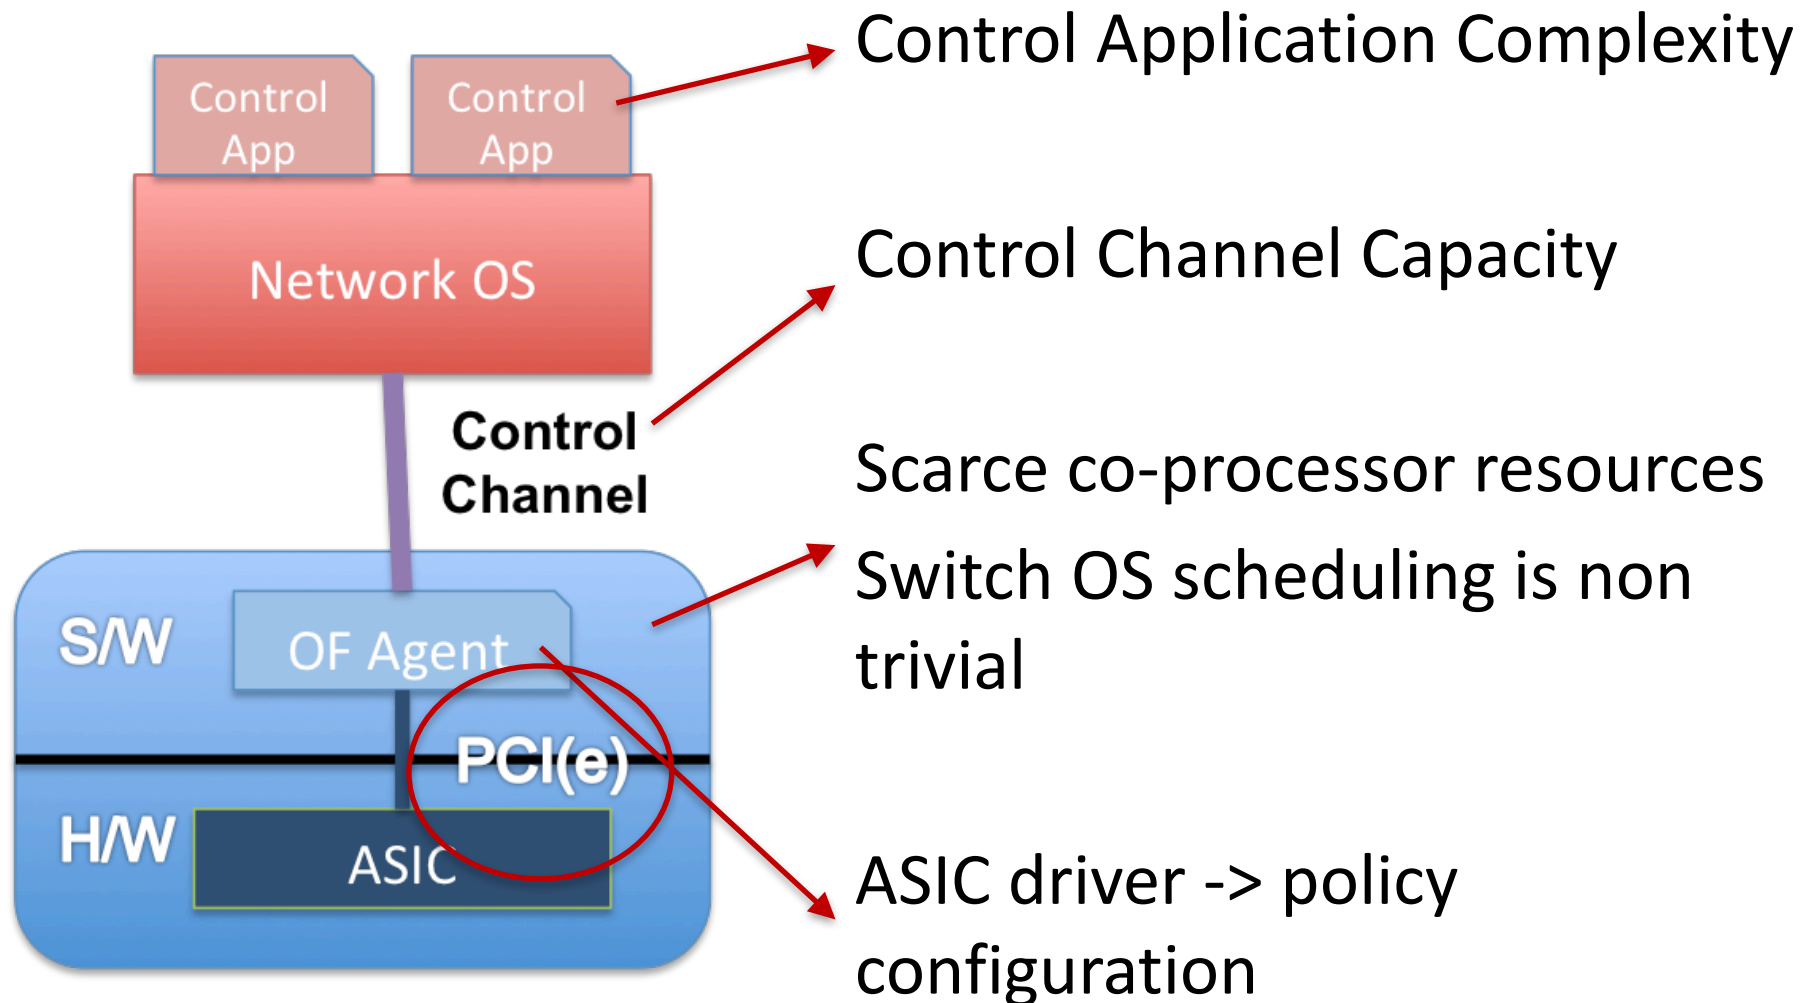 Control
App
Control
App
Network OS
Control
Channel
S/W
OF Agent
PCI(e)
H/W
ASIC
Control Application Complexity
Control Channel Capacity
Scarce co-processor resources
Switch OS scheduling is non
trivial
ASIC driver -> policy
configuration